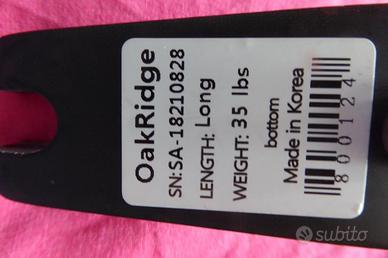 OakRidge
SN:SA-18210828
LENGTH: Long
WEIGHT: 35 lbs
bottom
Made in Korea
800124
subito